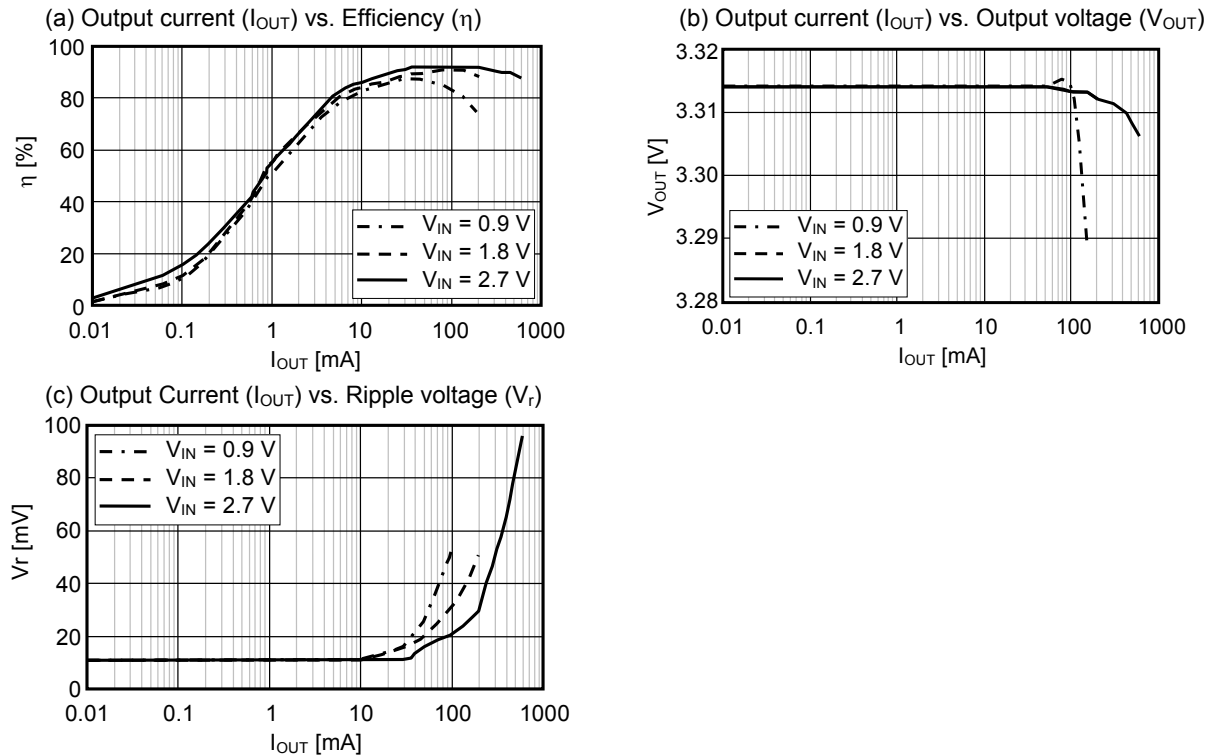 (a) Output current (IOUT) vs. Efficiency (η)
100
80
60
40
20
0
η [%]
VIN = 0.9 V
VIN = 1.8 V
VIN = 2.7 V
0.01 0.1 1 10 100 1000
IOUT [mA]
(b) Output current (IOUT) vs. Output voltage (VOUT)
3.32
3.31
3.30
3.29
3.28
VOUT [V]
VIN = 0.9 V
VIN = 1.8 V
VIN = 2.7 V
0.01 0.1 1 10 100 1000
IOUT [mA]
(c) Output Current (IOUT) vs. Ripple voltage (Vr)
100
80
60
40
20
0
Vr [mV]
VIN = 0.9 V
VIN = 1.8 V
VIN = 2.7 V
0.01 0.1 1 10 100 1000
IOUT [mA]